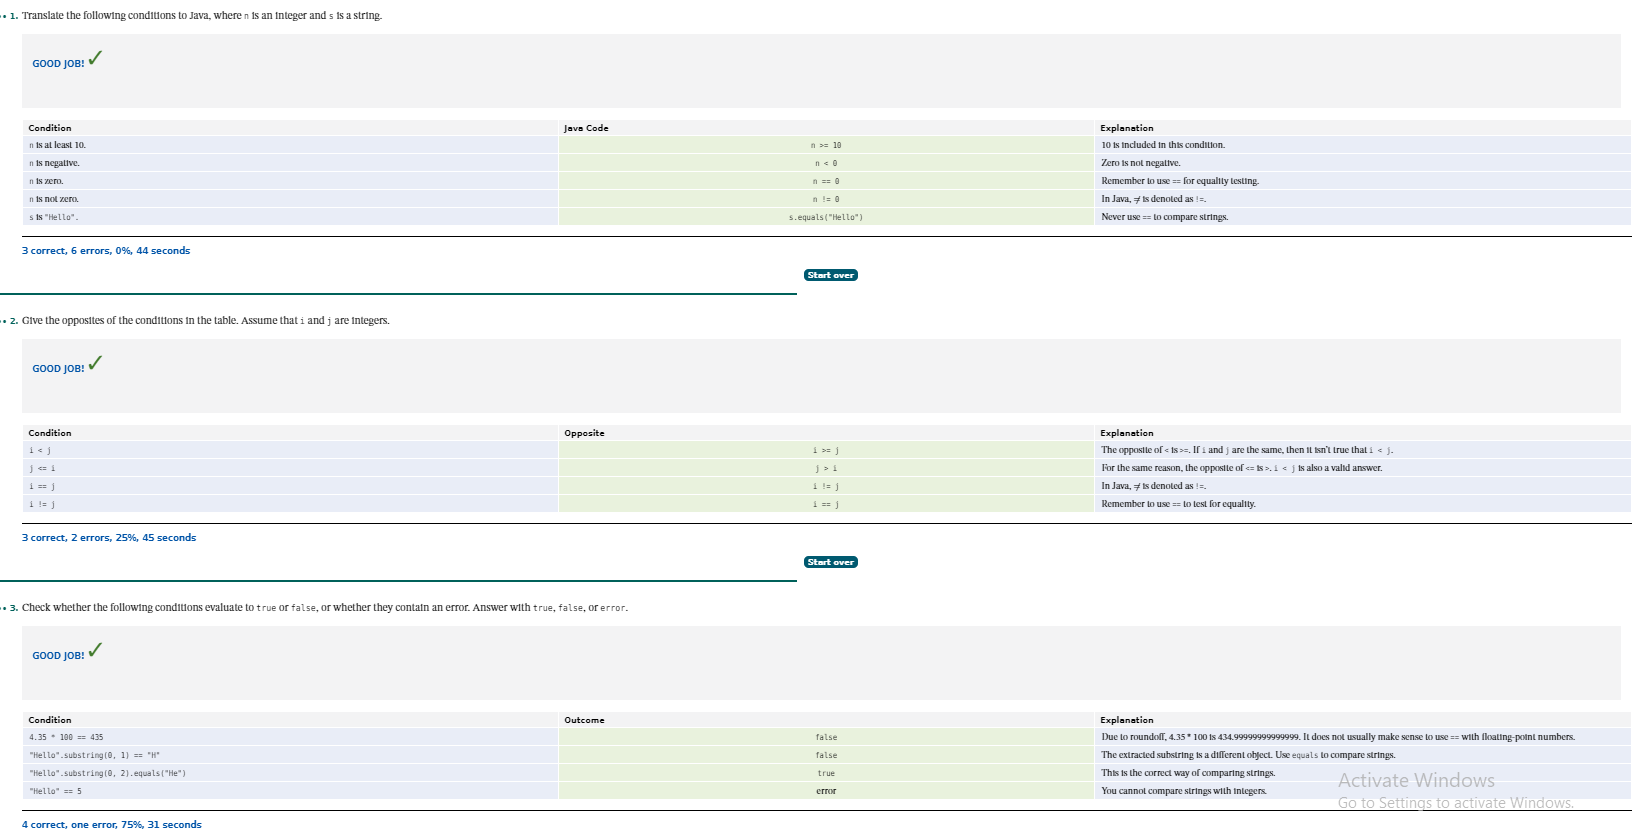 1. Translate the following conditions to Java, where n is an integer and s is a string.
GOOD JOB! ✓
Condition Java Code Explanation
n is at least 10. n >= 10 10 is included in this condition.
n is negative. n < 0 Zero is not negative.
n is zero. n == 0 Remember to use == for equality testing.
n is not zero. n != 0 In Java, ≠ is denoted as !=.
s is "Hello". s.equals("Hello") Never use == to compare strings.
3 correct, 6 errors, 0%, 44 seconds
Start over
2. Give the opposites of the conditions in the table. Assume that i and j are integers.
GOOD JOB! ✓
Condition Opposite Explanation
i < j i >= j The opposite of < is >=. If i and j are the same, then it isn't true that i < j.
j <= i j > i For the same reason, the opposite of <= is >. i < j is also a valid answer.
i == j i != j In Java, ≠ is denoted as !=.
i != j i == j Remember to use == to test for equality.
3 correct, 2 errors, 25%, 45 seconds
Start over
3. Check whether the following conditions evaluate to true or false, or whether they contain an error. Answer with true, false, or error.
GOOD JOB! ✓
Condition Outcome Explanation
4.35 * 100 == 435 false Due to roundoff, 4.35 * 100 is 434.99999999999999. It does not usually make sense to use == with floating-point numbers.
"Hello".substring(0, 1) == "H" false The extracted substring is a different object. Use equals to compare strings.
"Hello".substring(0, 2).equals("He") true This is the correct way of comparing strings.
"Hello" == 5 error You cannot compare strings with integers.
Activate Windows
Go to Settings to activate Windows.
4 correct, one error, 75%, 31 seconds